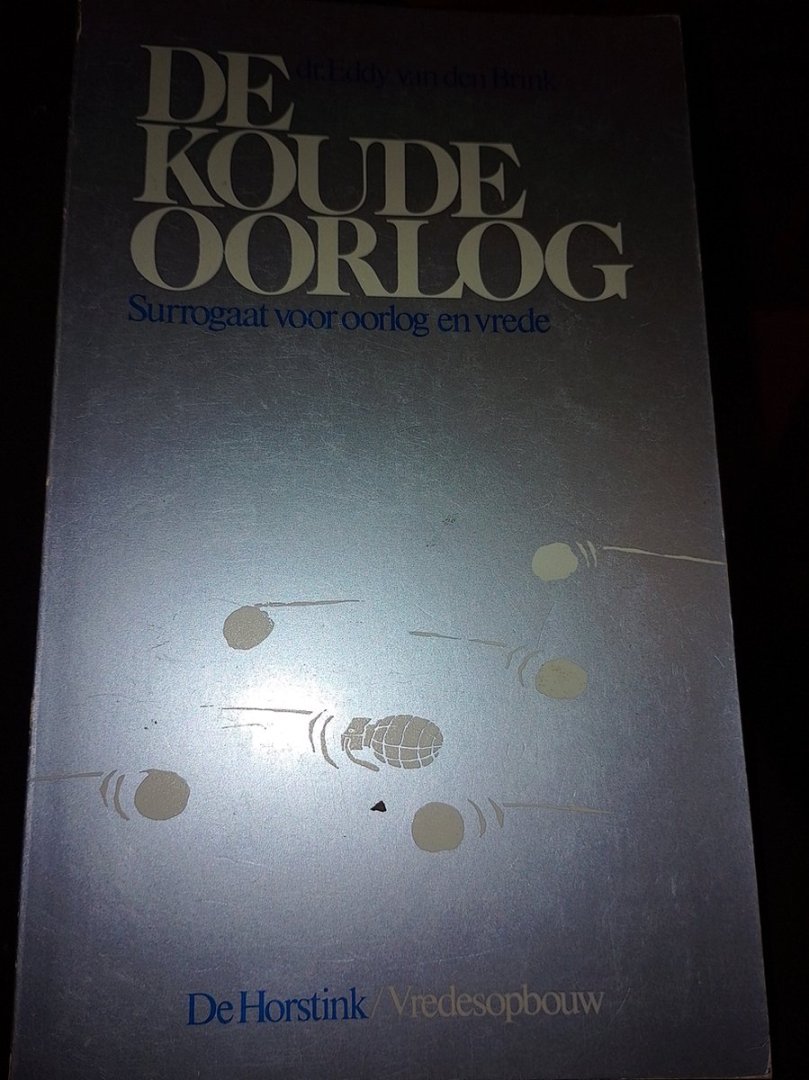 dr. Eddy van den Brink
DE
KOUDE
OORLOG
Surrogaat voor oorlog en vrede
De Horstink/Vredesopbouw